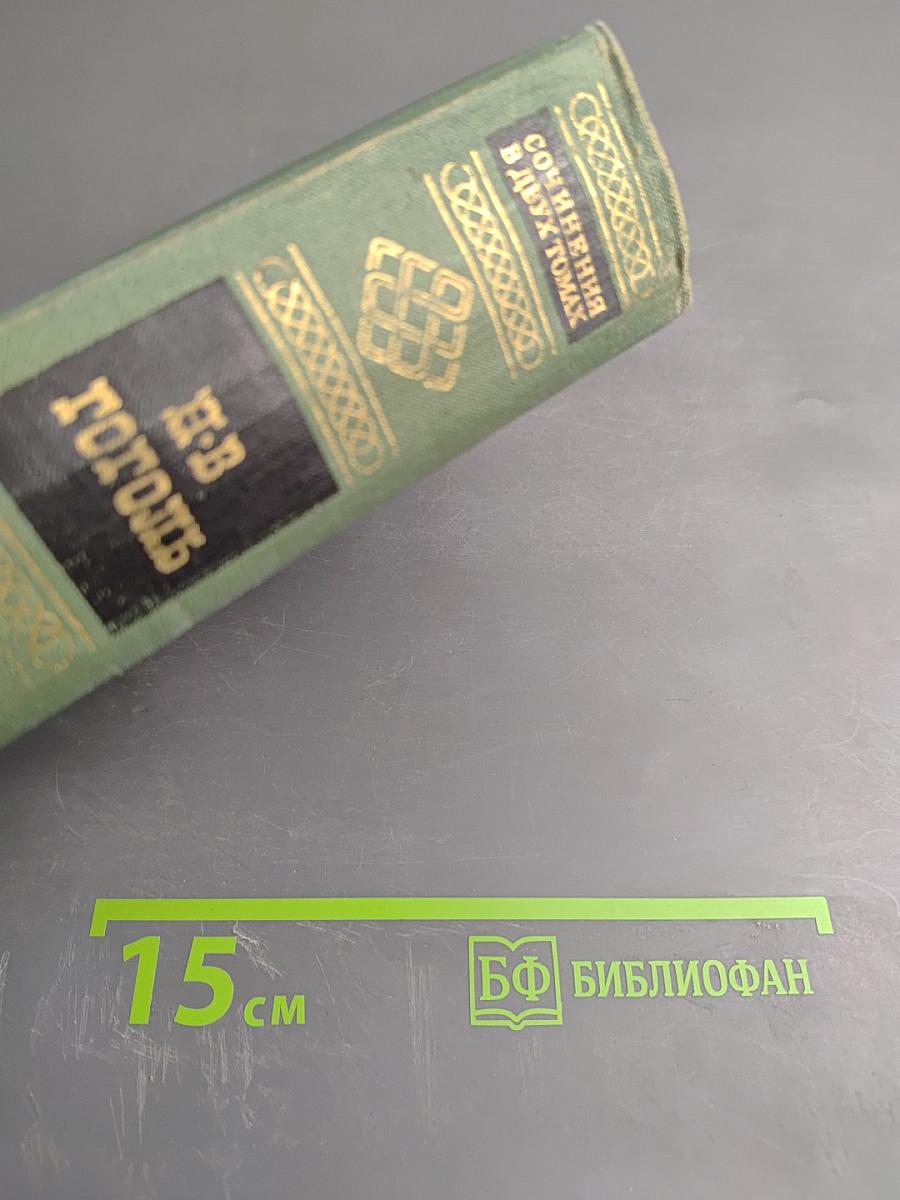 СОЧИНЕНИЯ
В ДВУХ ТОМАХ
Н·В
ГОГОЛЬ
15 см
БФ БИБЛИОФАН